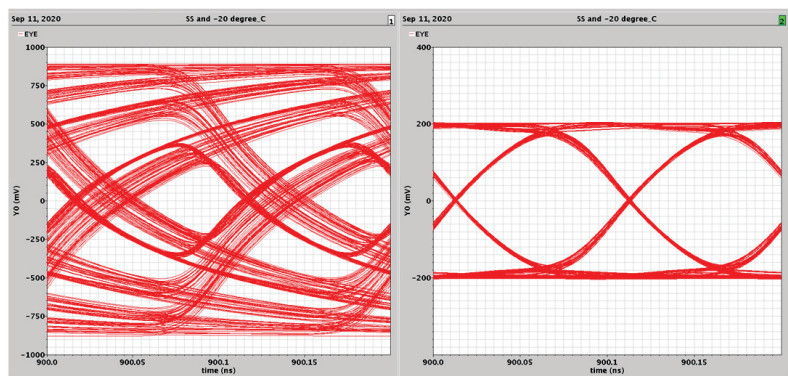 Sep 11, 2020 SS and -20 degree_C 1
EYE
1000
750
500
250
0
-250
-500
-750
-1000
Y0 (mV)
900.0 900.05 900.1 900.15
time (ns)
Sep 11, 2020 SS and -20 degree_C 2
EYE
400
200
0
-200
Y0 (mV)
900.0 900.05 900.1 900.15
time (ns)